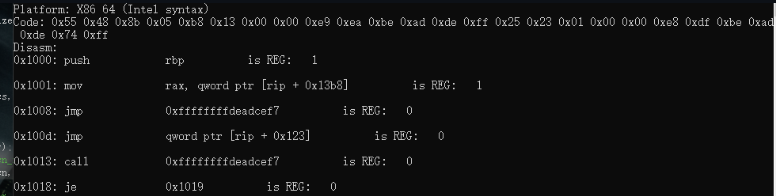 Platform: X86 64 (Intel syntax)
Code: 0x55 0x48 0x8b 0x05 0xb8 0x13 0x00 0x00 0xe9 0xea 0xbe 0xad 0xde 0xff 0x25 0x23 0x01 0x00 0x00 0xe8 0xdf 0xbe 0xad
0xde 0x74 0xff
Disasm:
0x1000: push rbp is REG: 1
0x1001: mov rax, qword ptr [rip + 0x13b8] is REG: 1
0x1008: jmp 0xffffffffdeadcef7 is REG: 0
0x100d: jmp qword ptr [rip + 0x123] is REG: 0
0x1013: call 0xffffffffdeadcef7 is REG: 0
0x1018: je 0x1019 is REG: 0